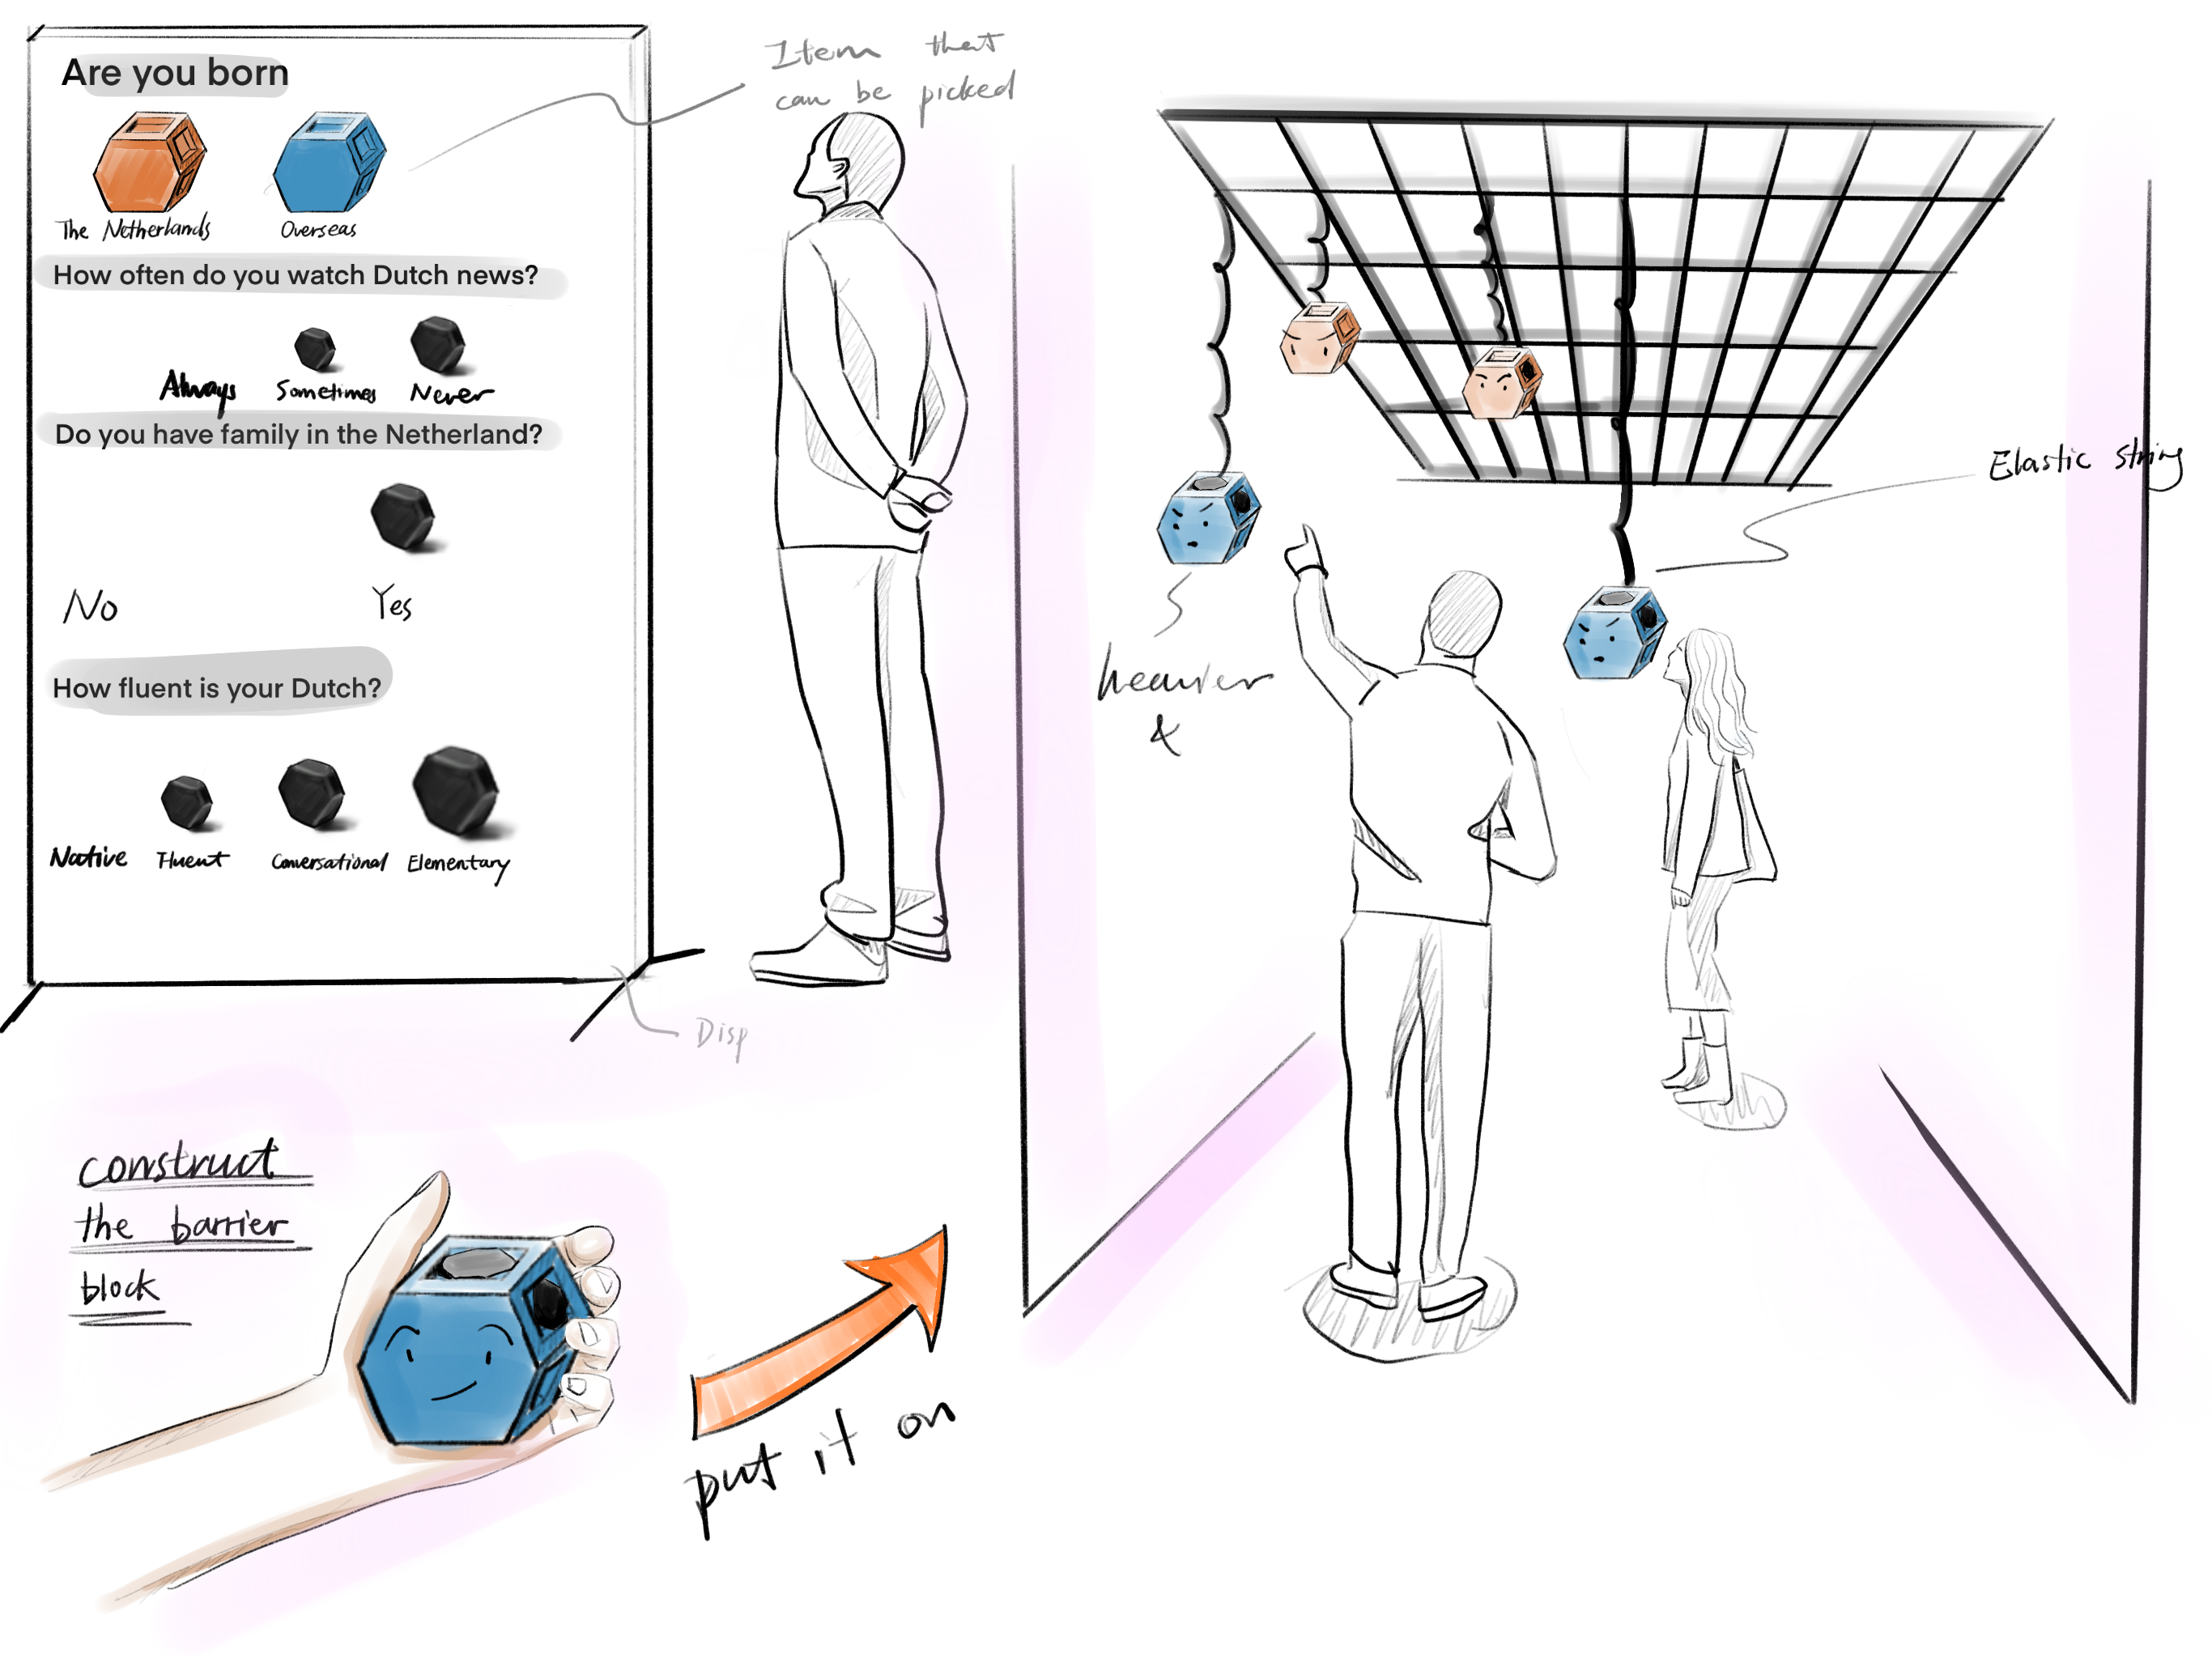 Are you born
The Netherlands
Overseas
How often do you watch Dutch news?
Always Sometimes Never
Do you have family in the Netherland?
No Yes
How fluent is your Dutch?
Native Fluent Conversational Elementary
Item that
can be picked
Disp
construct
the barrier
block
put it on
heavier
&
Elastic string